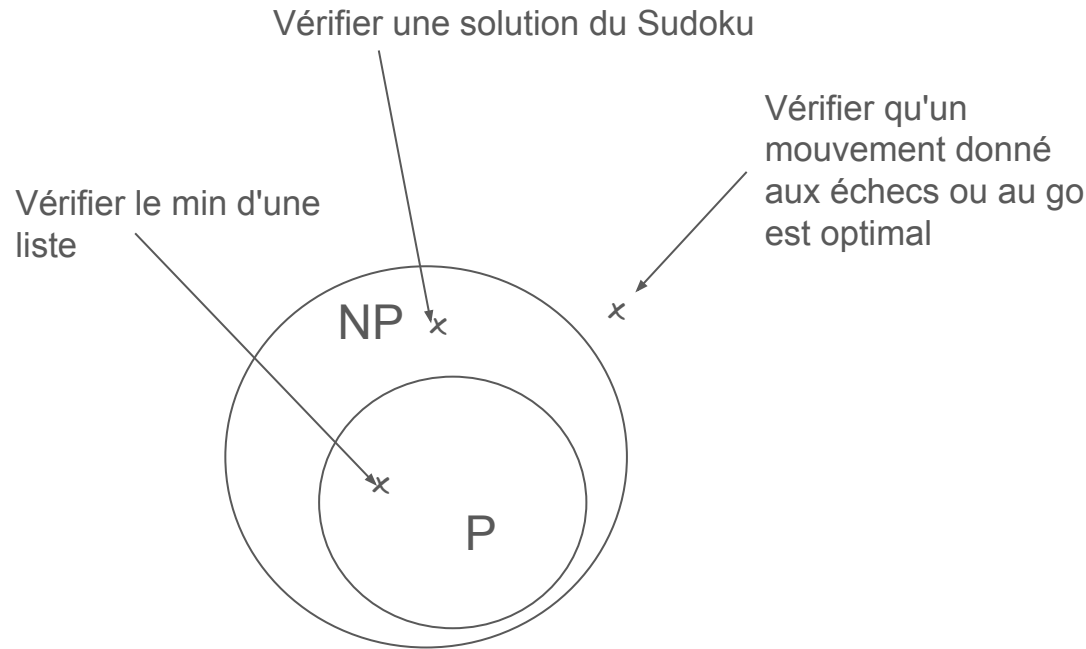 Vérifier une solution du Sudoku
Vérifier qu'un
mouvement donné
aux échecs ou au go
est optimal
Vérifier le min d'une
liste
NP
P